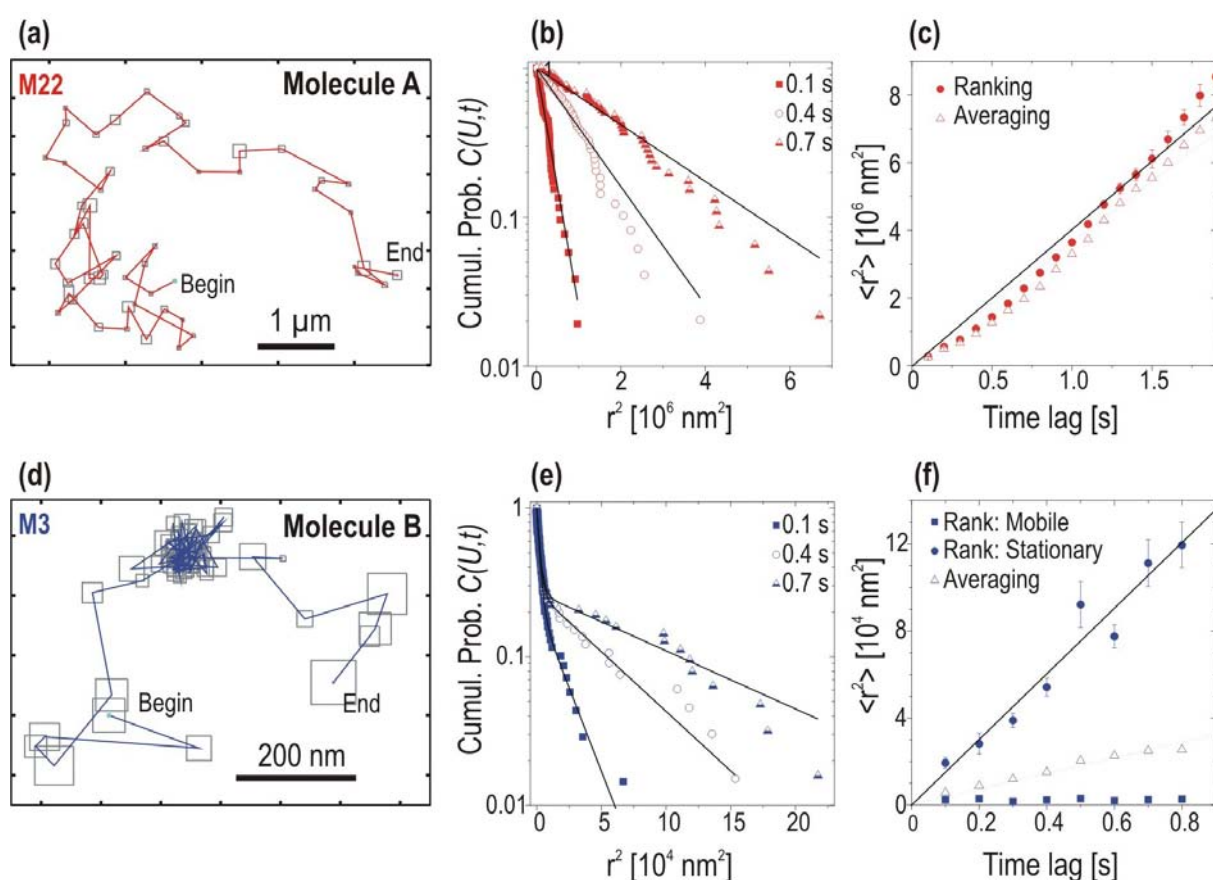 (a)
M22 Molecule A
Begin
End
1 μm
(b)
Cumul. Prob. C(U,t)
1
0.1
0.01
0.1 s
0.4 s
0.7 s
0 2 4 6
r² [10⁶ nm²]
(c)
<r²> [10⁶ nm²]
8
6
4
2
0
Ranking
Averaging
0 0.5 1.0 1.5
Time lag [s]
(d)
M3 Molecule B
Begin
End
200 nm
(e)
Cumul. Prob. C(U,t)
1
0.1
0.01
0.1 s
0.4 s
0.7 s
0 5 10 15 20
r² [10⁴ nm²]
(f)
<r²> [10⁴ nm²]
12
8
4
0
Rank: Mobile
Rank: Stationary
Averaging
0 0.2 0.4 0.6 0.8
Time lag [s]